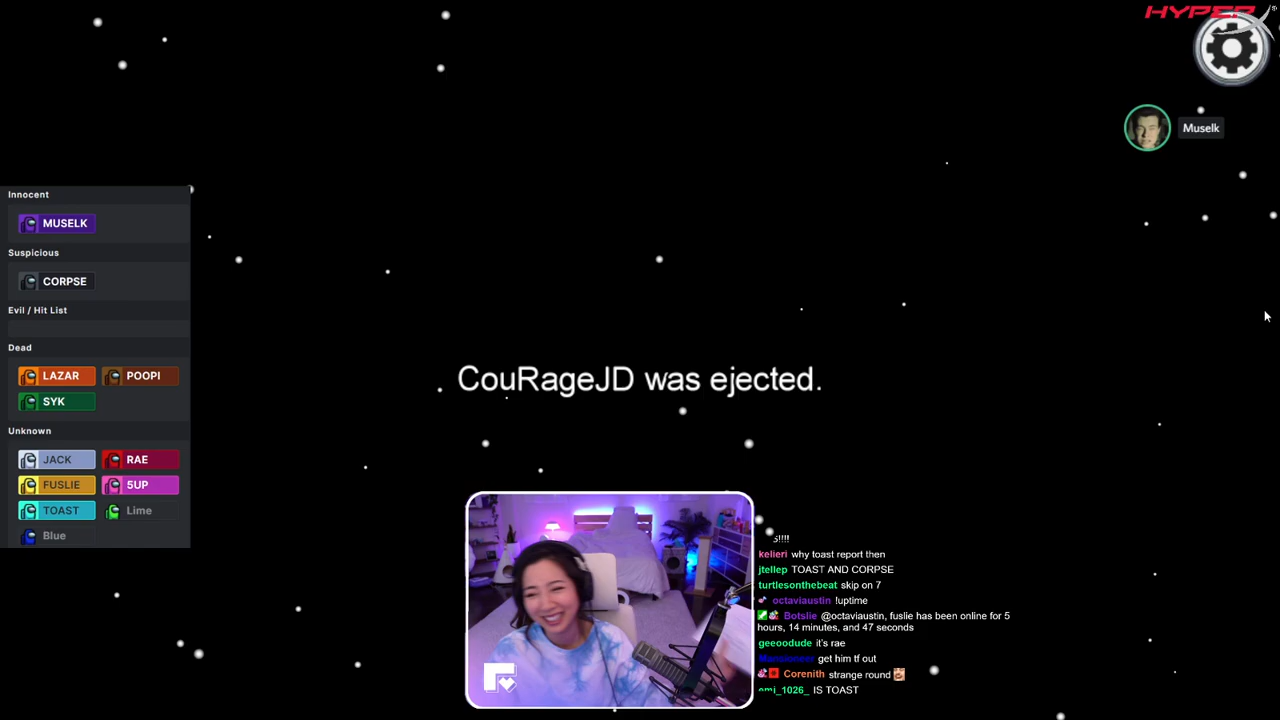 HYPERX
Muselk
Innocent
MUSELK
Suspicious
CORPSE
Evil / Hit List
Dead
LAZAR
POOPI
SYK
Unknown
JACK
RAE
FUSLIE
5UP
TOAST
Lime
Blue
CouRageJD was ejected.
kelieri why toast report then
jtellep TOAST AND CORPSE
turtlesonthebeat skip on 7
octaviaustin !uptime
Botslie @octaviaustin, fuslie has been online for 5
hours, 14 minutes, and 47 seconds
geeoodude it's rae
get him tf out
Corenith strange round
emi_1026_ IS TOAST